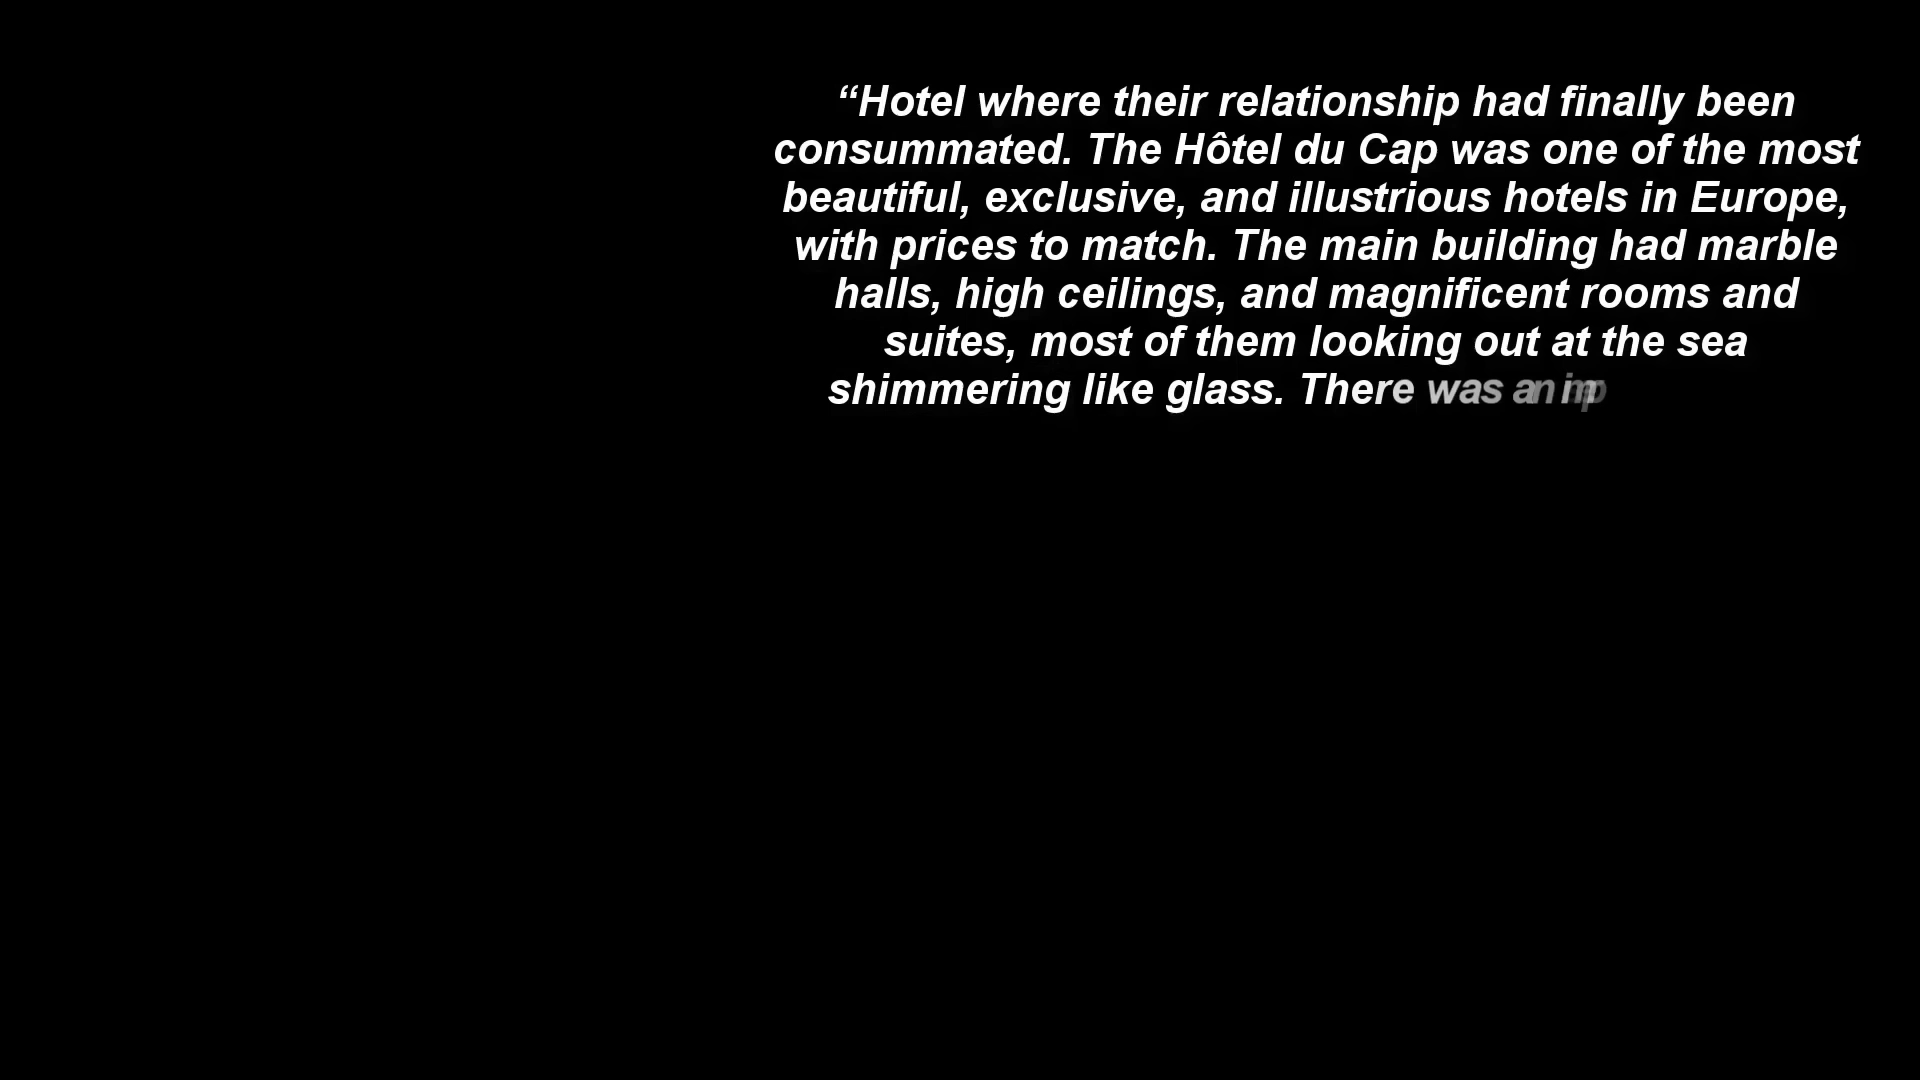 “Hotel where their relationship had finally been
consummated. The Hôtel du Cap was one of the most
beautiful, exclusive, and illustrious hotels in Europe,
with prices to match. The main building had marble
halls, high ceilings, and magnificent rooms and
suites, most of them looking out at the sea
shimmering like glass. There was an